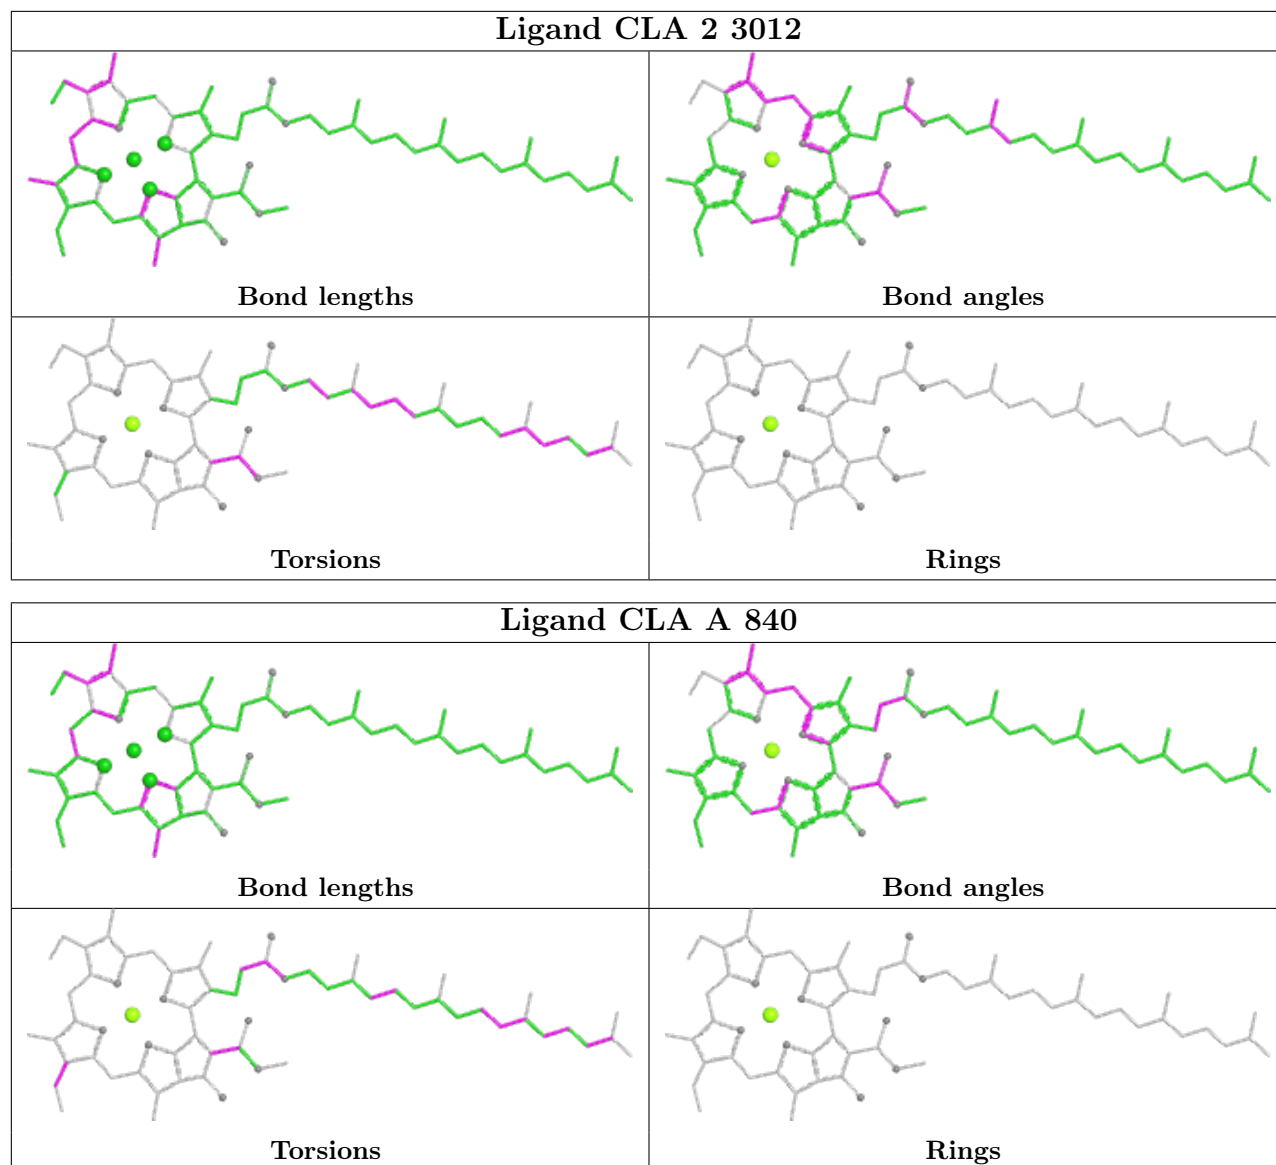 Ligand CLA 2 3012
Bond lengths
Bond angles
Torsions
Rings
Ligand CLA A 840
Bond lengths
Bond angles
Torsions
Rings